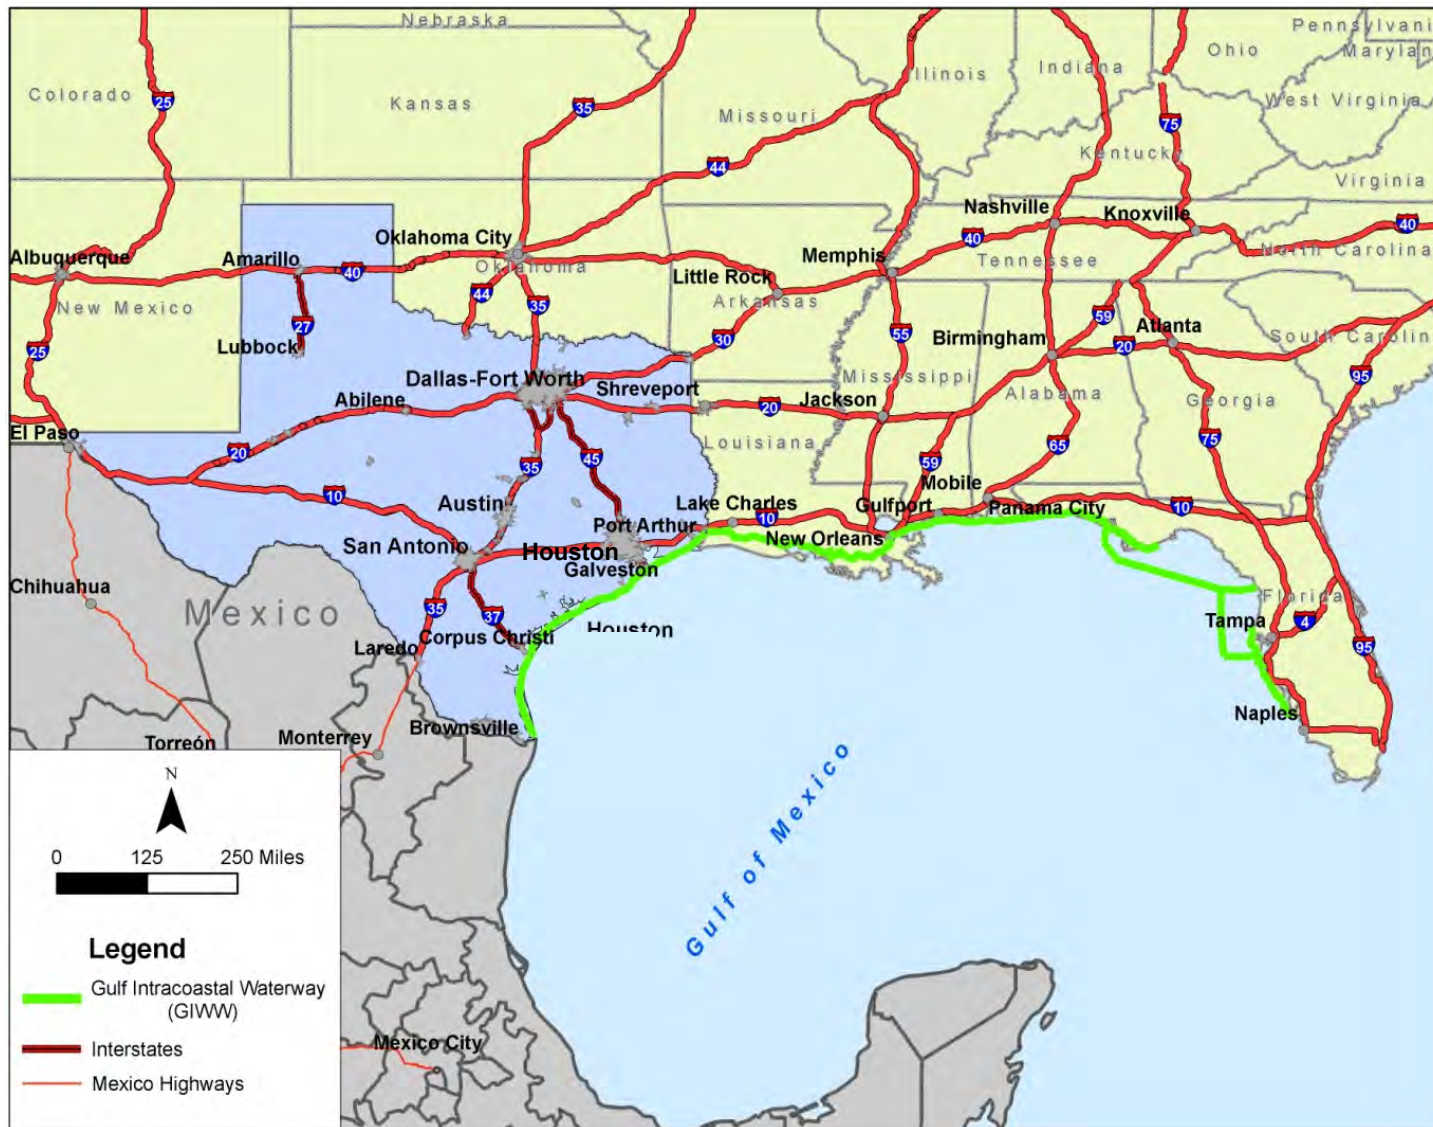 Nebraska
Pennsylvani
Ohio
Marylan
Illinois
Indiana
Colorado
25
Kansas
35
Missouri
West Virginia
75
Kentucky
44
Virginia
Nashville
Knoxville
40
40
Oklahoma City
North Carolina
Albuquerque
Amarillo
40
Oklahoma
Memphis
Tennessee
Little Rock
Arkansas
New Mexico
44
35
27
59
55
30
Birmingham
Atlanta
20
South Carolin
25
Lubbock
Dallas-Fort Worth
Shreveport
Mississippi
95
Abilene
20
Jackson
Alabama
Georgia
El Paso
20
Louisiana
65
75
35
45
59
Mobile
10
Austin
Lake Charles
10
Gulfport
Panama City
10
Port Arthur
New Orleans
San Antonio
Houston
Galveston
Chihuahua
Mexico
35
37
Florida
Tampa
4
Houston
Corpus Christi
Laredo
95
Naples
Brownsville
Torreón
Monterrey
Gulf of Mexico
N
0 125 250 Miles
Legend
Gulf Intracoastal Waterway
(GIWW)
Interstates
Mexico Highways
Mexico City